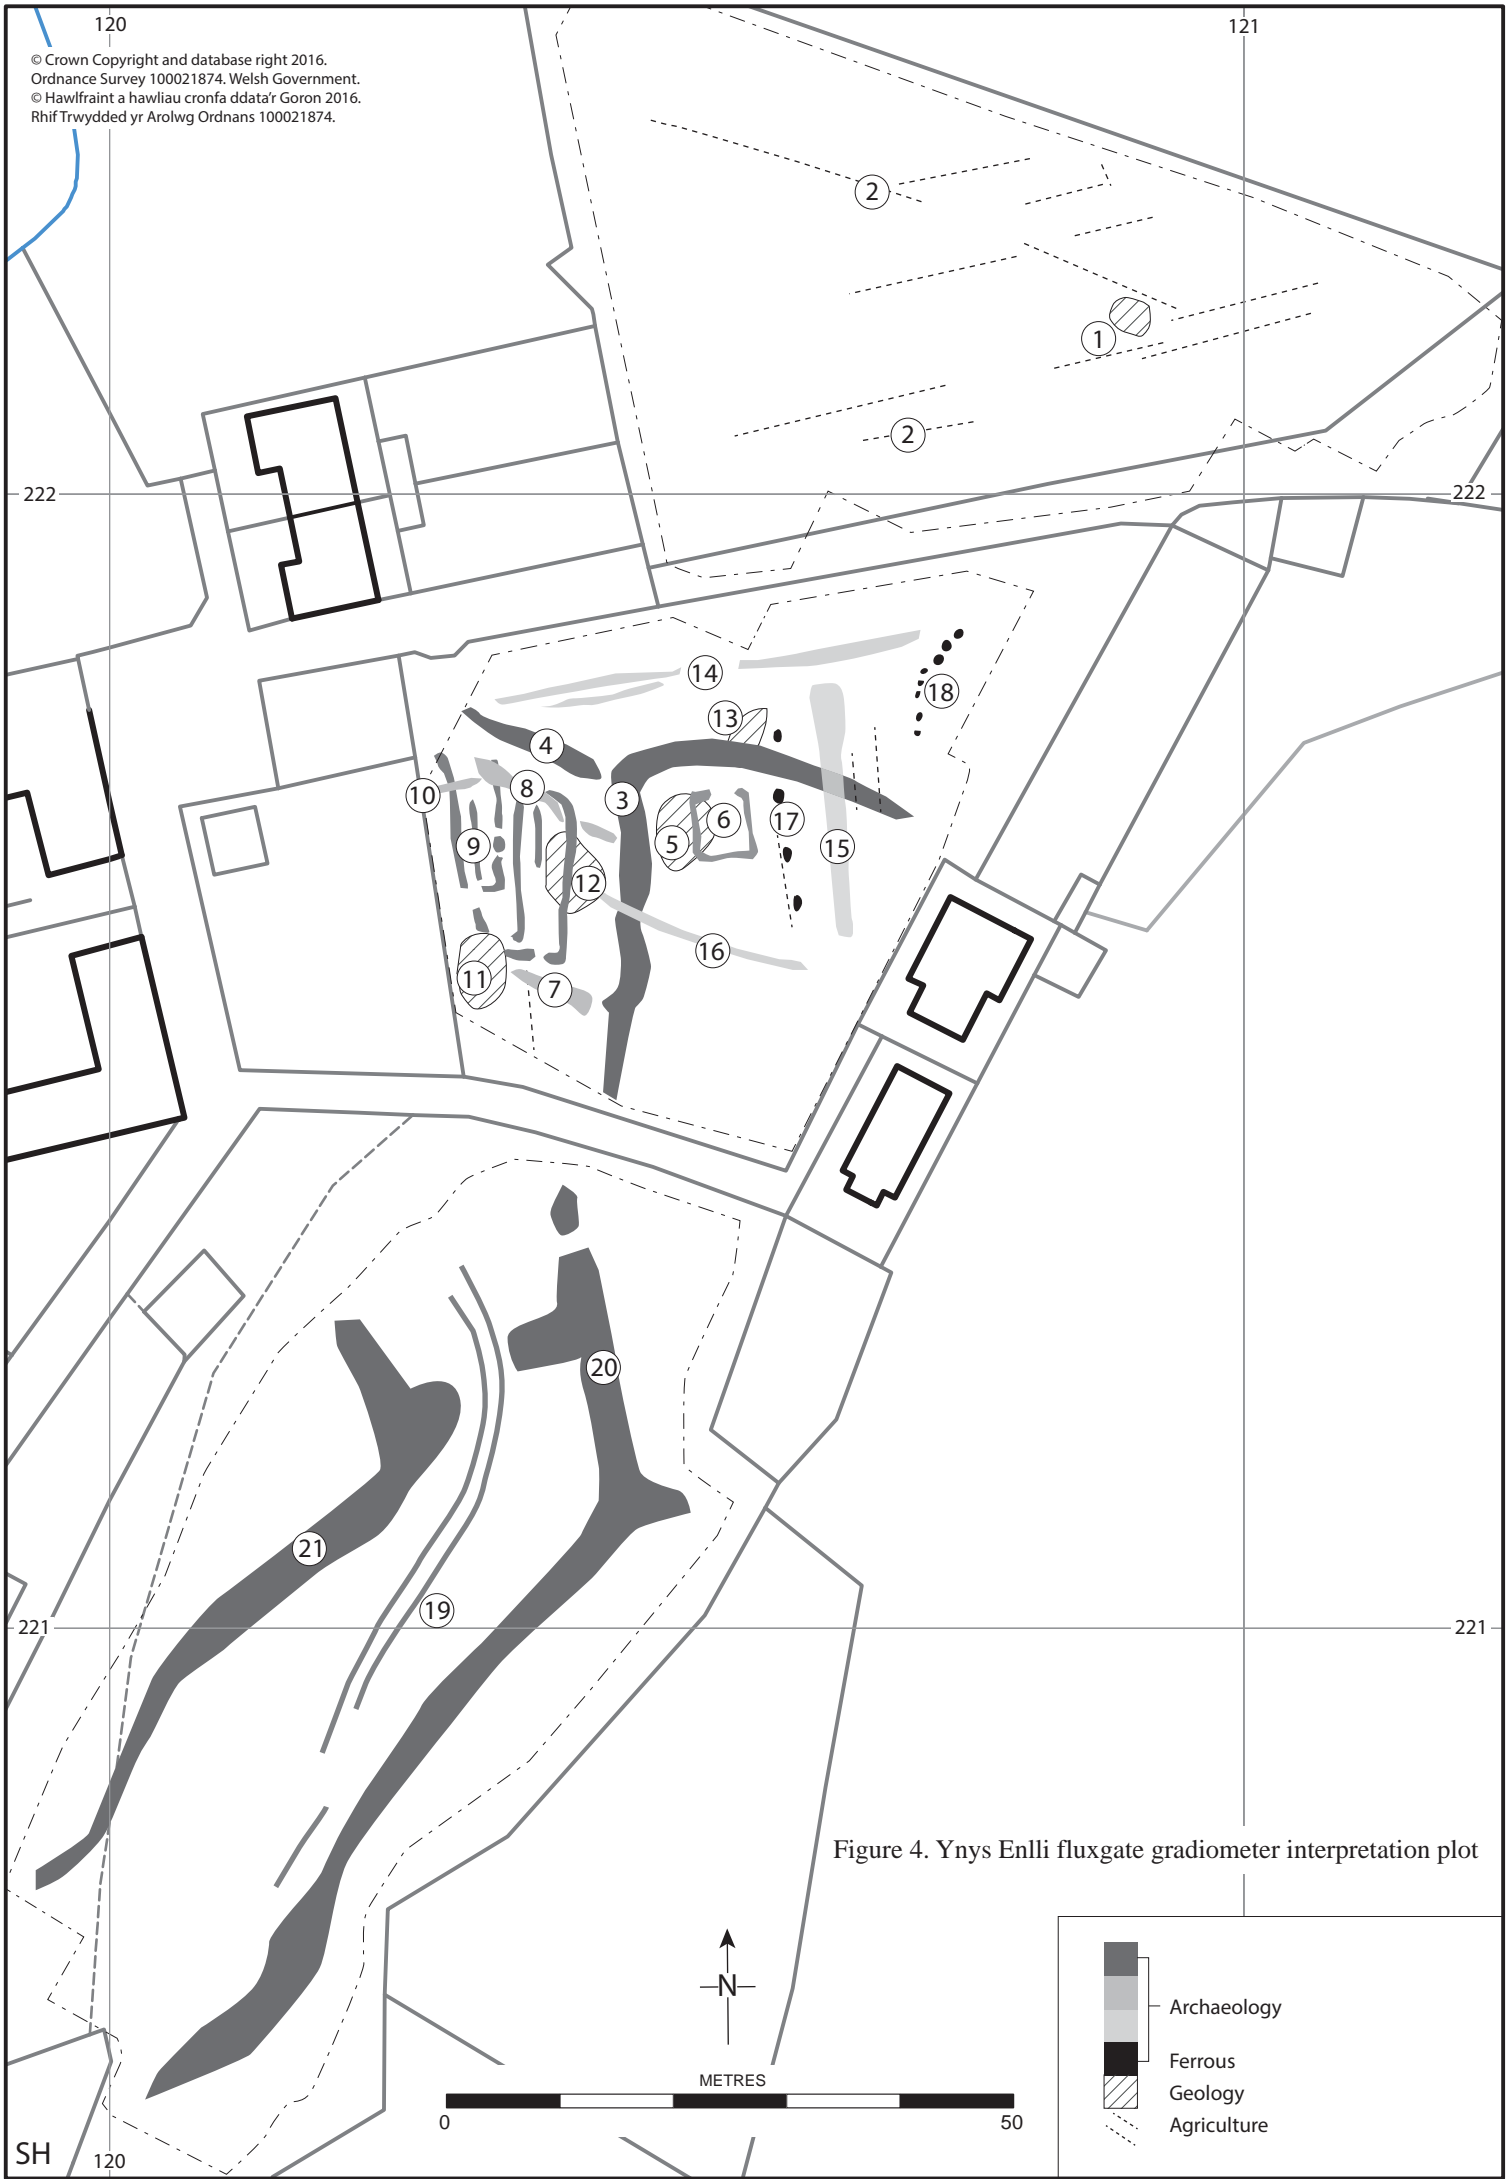 120
121
© Crown Copyright and database right 2016.
Ordnance Survey 100021874. Welsh Government.
© Hawlfraint a hawliau cronfa ddata'r Goron 2016.
Rhif Trwydded yr Arolwg Ordnans 100021874.
2
1
2
222
222
14
18
13
4
10
8
3
6
17
5
9
15
12
16
11
7
20
21
19
221
221
Figure 4. Ynys Enlli fluxgate gradiometer interpretation plot
N
Archaeology
Ferrous
Geology
Agriculture
METRES
0
50
SH
120